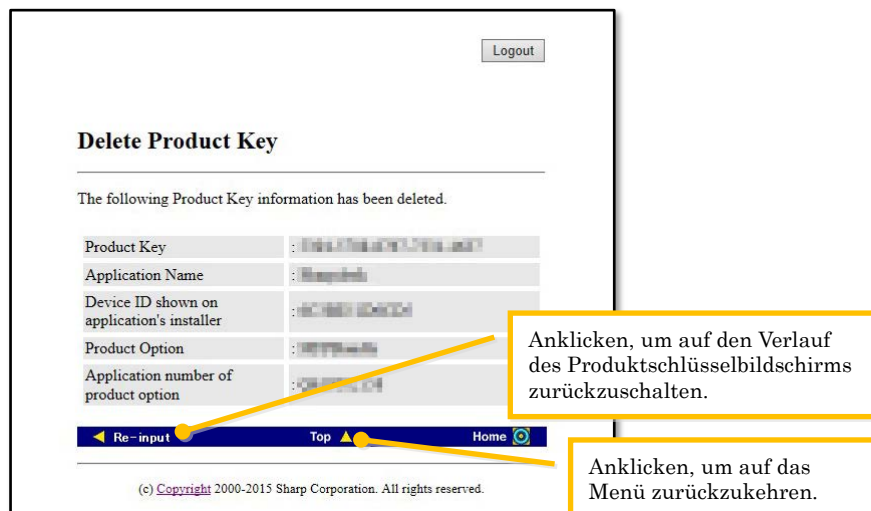 Logout
Delete Product Key
The following Product Key information has been deleted.
Product Key :
Application Name :
Device ID shown on
application's installer :
Product Option :
Application number of
product option :
Anklicken, um auf den Verlauf
des Produktschlüsselbildschirms
zurückzuschalten.
Re-input Top Home
Anklicken, um auf das
Menü zurückzukehren.
(c) Copyright 2000-2015 Sharp Corporation. All rights reserved.